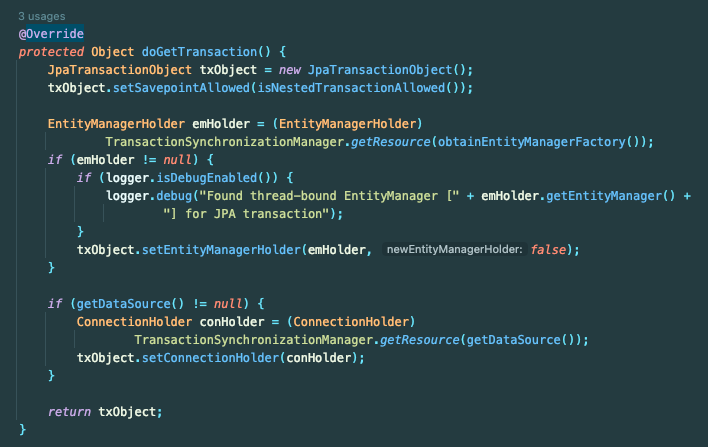 3 usages
@Override
protected Object doGetTransaction() {
JpaTransactionObject txObject = new JpaTransactionObject();
txObject.setSavepointAllowed(isNestedTransactionAllowed());
EntityManagerHolder emHolder = (EntityManagerHolder)
TransactionSynchronizationManager.getResource(obtainEntityManagerFactory());
if (emHolder != null) {
if (logger.isDebugEnabled()) {
logger.debug("Found thread-bound EntityManager [" + emHolder.getEntityManager() +
"] for JPA transaction");
}
txObject.setEntityManagerHolder(emHolder, newEntityManagerHolder: false);
}
if (getDataSource() != null) {
ConnectionHolder conHolder = (ConnectionHolder)
TransactionSynchronizationManager.getResource(getDataSource());
txObject.setConnectionHolder(conHolder);
}
return txObject;
}